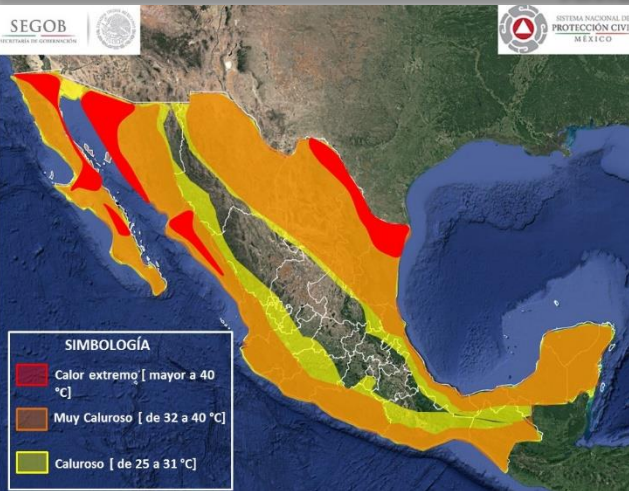 SEGOB
SECRETARÍA DE GOBERNACIÓN
SISTEMA NACIONAL DE
PROTECCIÓN CIVI
MÉXICO
SIMBOLOGÍA
Calor extremo [ mayor a 40
°C]
Muy Caluroso [ de 32 a 40 °C]
Caluroso [ de 25 a 31 °C]